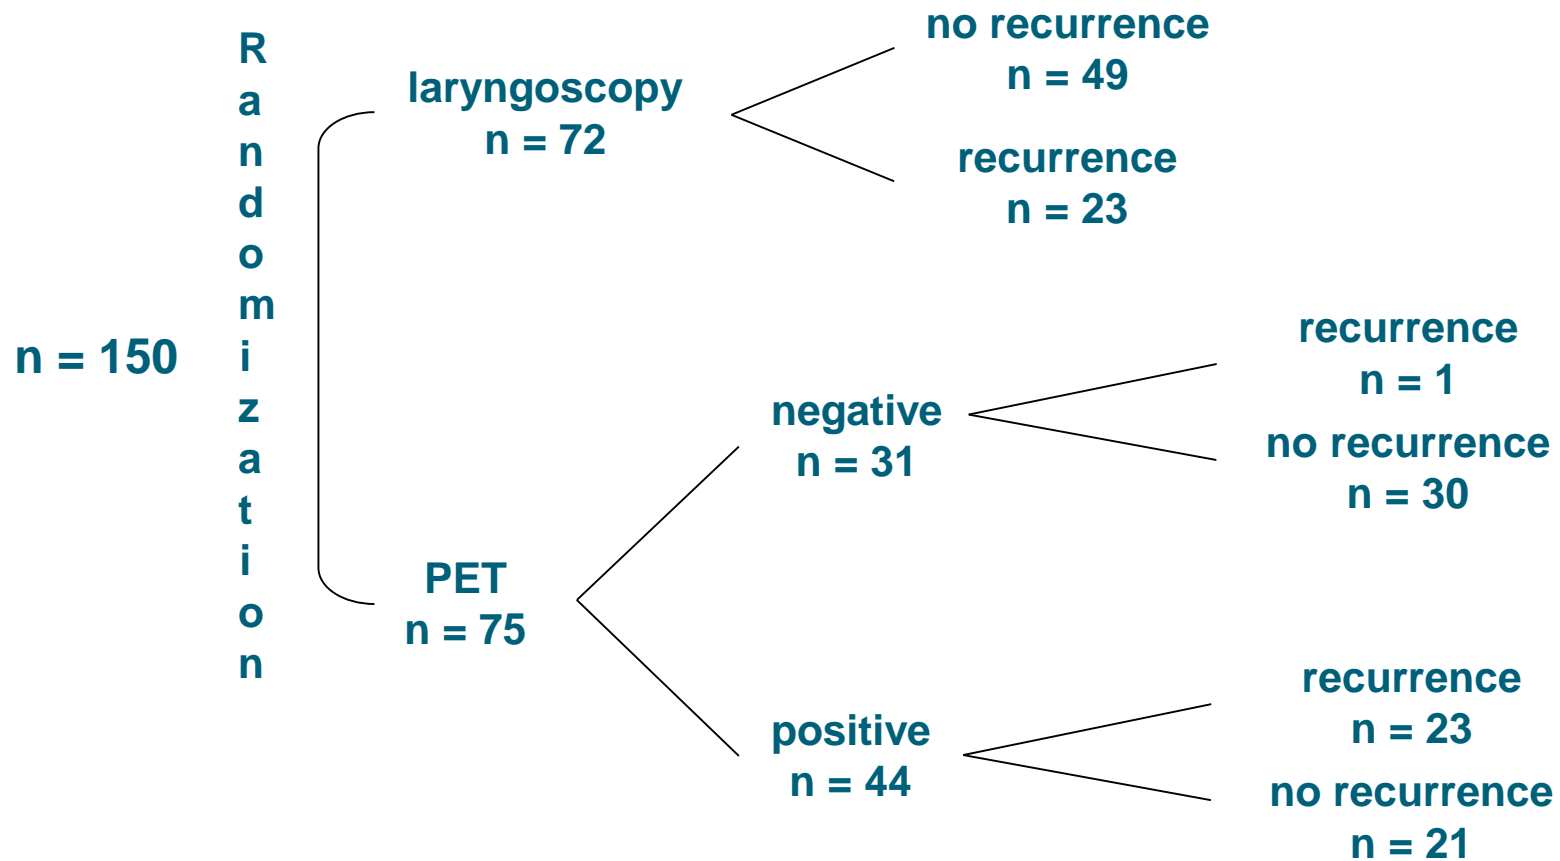 n = 150
Randomization
laryngoscopy
n = 72
no recurrence
n = 49
recurrence
n = 23
PET
n = 75
negative
n = 31
recurrence
n = 1
no recurrence
n = 30
positive
n = 44
recurrence
n = 23
no recurrence
n = 21